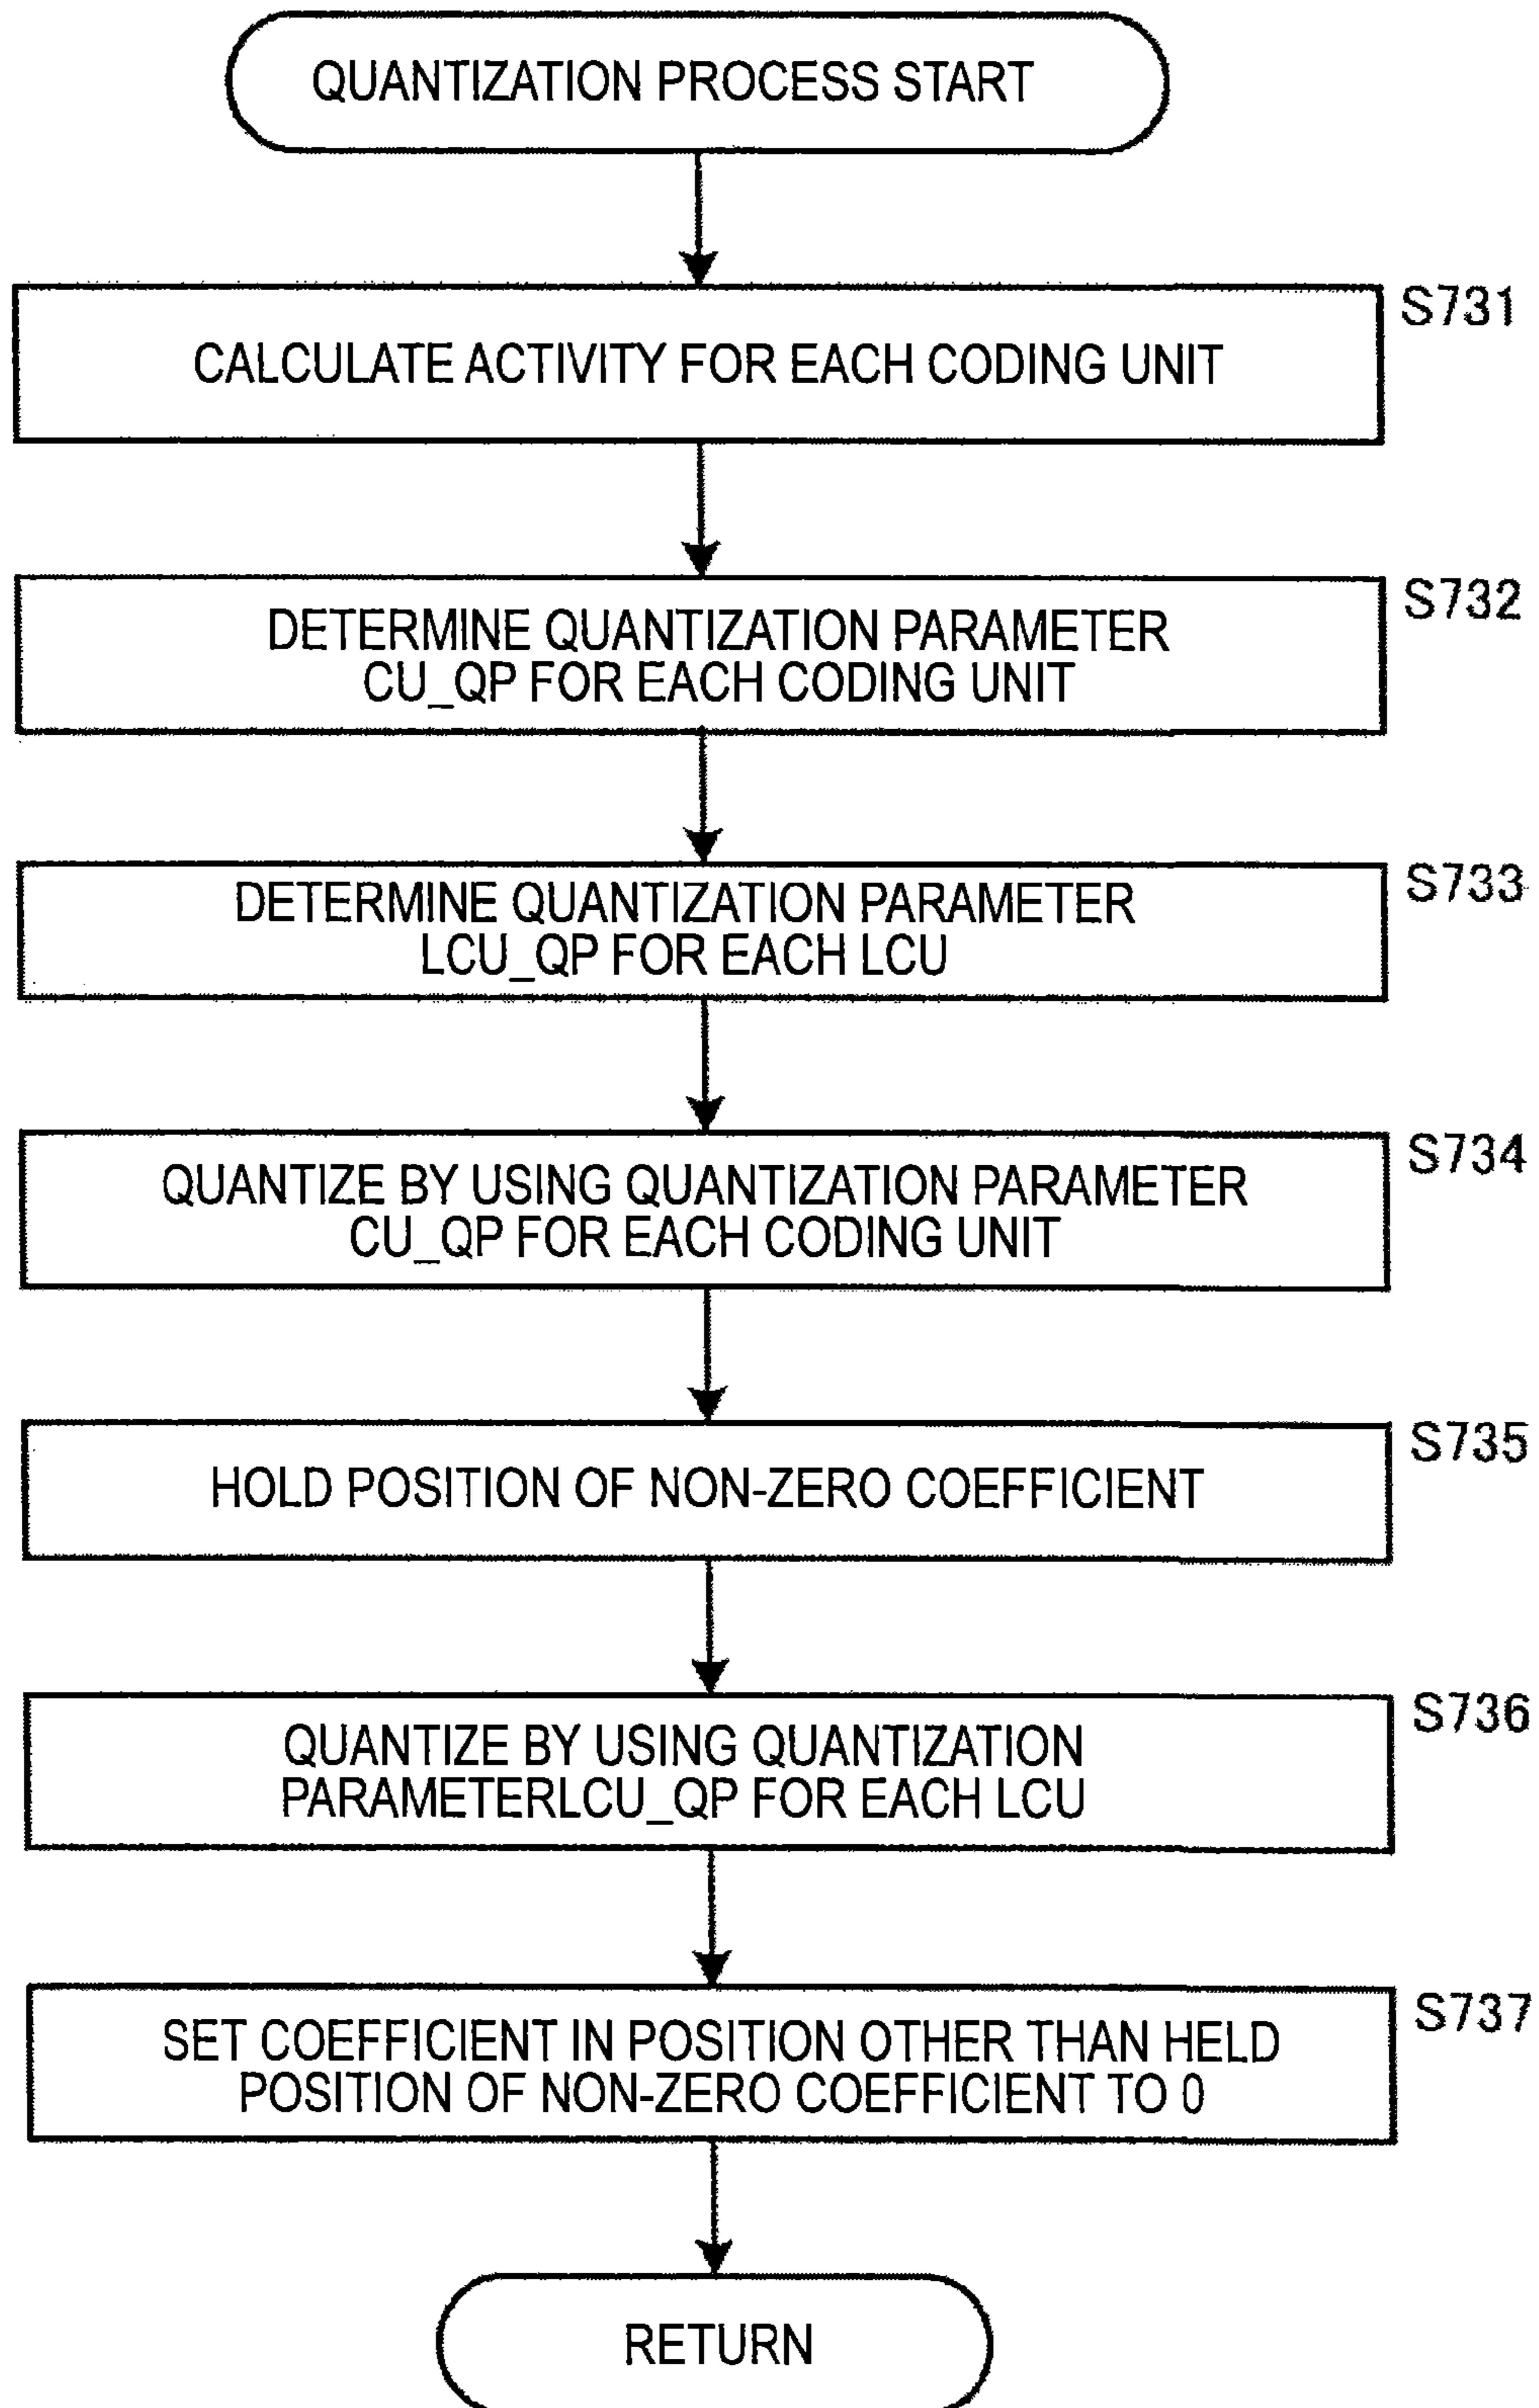 QUANTIZATION PROCESS START
S731
CALCULATE ACTIVITY FOR EACH CODING UNIT
S732
DETERMINE QUANTIZATION PARAMETER
CU_QP FOR EACH CODING UNIT
S733
DETERMINE QUANTIZATION PARAMETER
LCU_QP FOR EACH LCU
S734
QUANTIZE BY USING QUANTIZATION PARAMETER
CU_QP FOR EACH CODING UNIT
S735
HOLD POSITION OF NON-ZERO COEFFICIENT
S736
QUANTIZE BY USING QUANTIZATION
PARAMETERLCU_QP FOR EACH LCU
S737
SET COEFFICIENT IN POSITION OTHER THAN HELD
POSITION OF NON-ZERO COEFFICIENT TO 0
RETURN